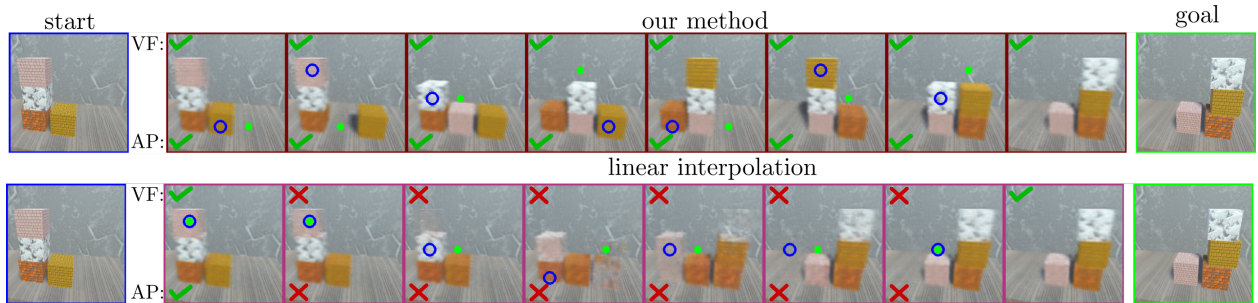 start our method goal
VF:
AP:
linear interpolation
VF:
AP: